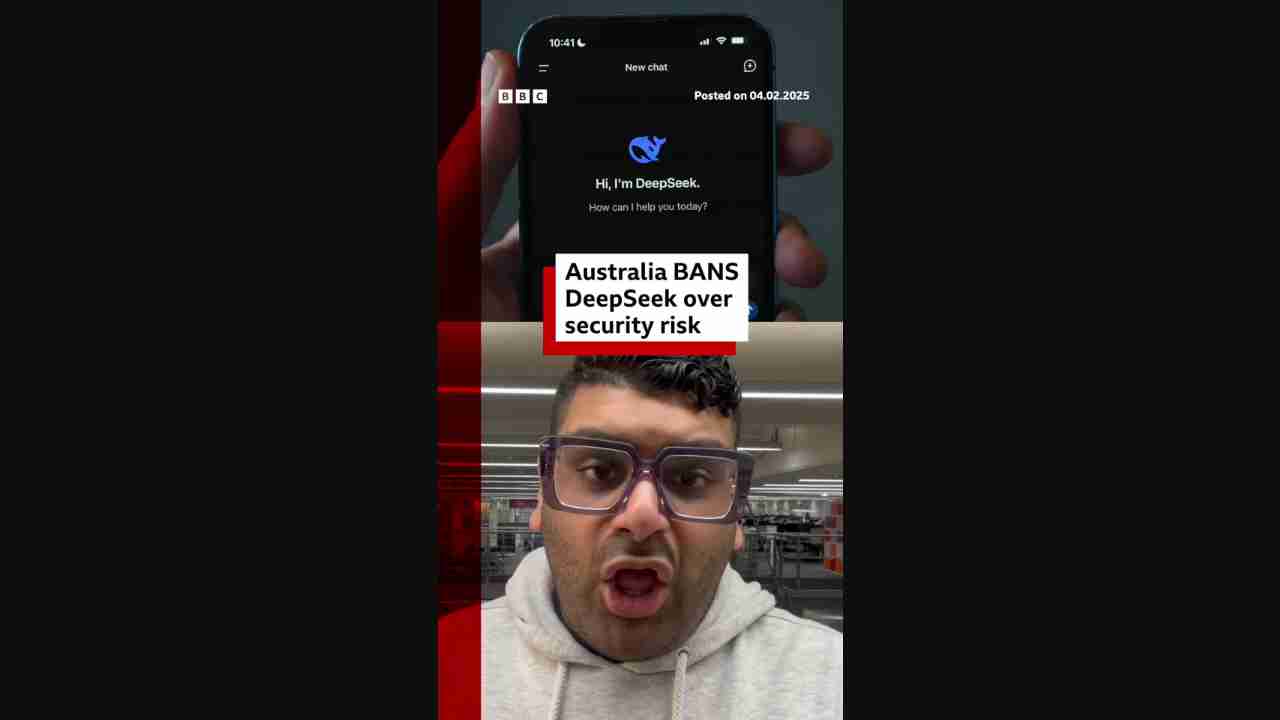 10:41
New chat
BBC
Posted on 04.02.2025
Hi, I'm DeepSeek.
How can I help you today?
Australia BANS
DeepSeek over
security risk